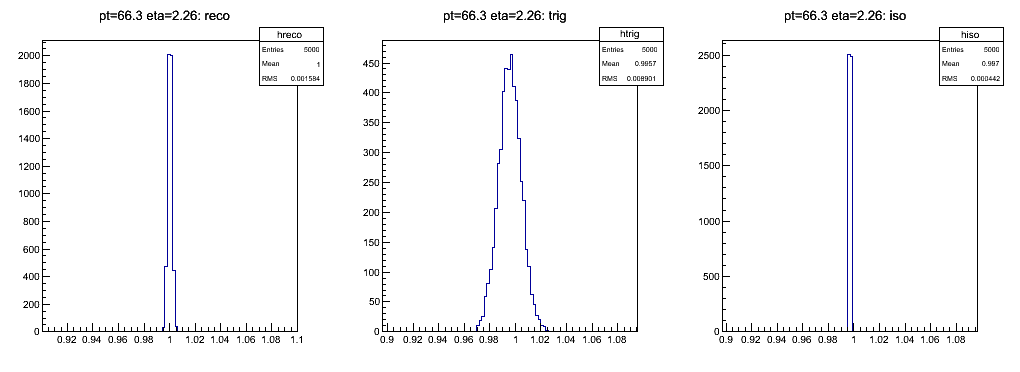 pt=66.3 eta=2.26: reco
hreco
Entries 5000
Mean 1
RMS 0.001584
2000
1800
1600
1400
1200
1000
800
600
400
200
0
0.92 0.94 0.96 0.98 1 1.02 1.04 1.06 1.08 1.1
pt=66.3 eta=2.26: trig
htrig
Entries 5000
Mean 0.9957
RMS 0.008901
450
400
350
300
250
200
150
100
50
0
0.9 0.92 0.94 0.96 0.98 1 1.02 1.04 1.06 1.08
pt=66.3 eta=2.26: iso
hiso
Entries 5000
Mean 0.997
RMS 0.000442
2500
2000
1500
1000
500
0
0.9 0.92 0.94 0.96 0.98 1 1.02 1.04 1.06 1.08